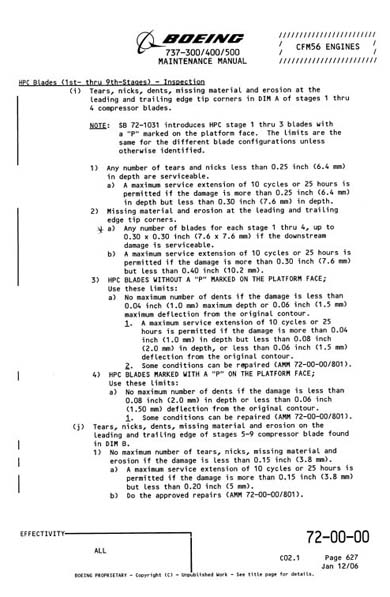 BOEING
737-300/400/500
MAINTENANCE MANUAL
CFM56 ENGINES
HPC Blades (1st- thru 9th-Stages) - Inspection
(i) Tears, nicks, dents, missing material and erosion at the
leading and trailing edge tip corners in DIM A of stages 1 thru
4 compressor blades.
NOTE: SB 72-1031 introduces HPC stage 1 thru 3 blades with
a "P" marked on the platform face. The limits are the
same for the different blade configurations unless
otherwise identified.
1) Any number of tears and nicks less than 0.25 inch (6.4 mm)
in depth are serviceable.
a) A maximum service extension of 10 cycles or 25 hours is
permitted if the damage is more than 0.25 inch (6.4 mm)
in depth but less than 0.30 inch (7.6 mm) in depth.
2) Missing material and erosion at the leading and trailing
edge tip corners.
a) Any number of blades for each stage 1 thru 4, up to
0.30 x 0.30 inch (7.6 x 7.6 mm) if the downstream
damage is serviceable.
b) A maximum service extension of 10 cycles or 25 hours is
permitted if the damage is more than 0.30 inch (7.6 mm)
but less than 0.40 inch (10.2 mm).
3) HPC BLADES WITHOUT A "P" MARKED ON THE PLATFORM FACE;
Use these limits:
a) No maximum number of dents if the damage is less than
0.04 inch (1.0 mm) maximum depth or 0.06 inch (1.5 mm)
maximum deflection from the original contour.
1. A maximum service extension of 10 cycles or 25
hours is permitted if the damage is more than 0.04
inch (1.0 mm) in depth but less than 0.08 inch
(2.0 mm) in depth, or less than 0.06 inch (1.5 mm)
deflection from the original contour.
2. Some conditions can be repaired (AMM 72-00-00/801).
4) HPC BLADES MARKED WITH A "P" ON THE PLATFORM FACE;
Use these limits:
a) No maximum number of dents if the damage is less than
0.08 inch (2.0 mm) in depth or less than 0.06 inch
(1.50 mm) deflection from the original contour.
1. Some conditions can be repaired (AMM 72-00-00/801).
(j) Tears, nicks, dents, missing material and erosion on the
leading and trailing edge of stages 5-9 compressor blade found
in DIM B.
1) No maximum number of tears, nicks, missing material and
erosion if the damage is less than 0.15 inch (3.8 mm).
a) A maximum service extension of 10 cycles or 25 hours is
permitted if the damage is more than 0.15 inch (3.8 mm)
but less than 0.20 inch (5 mm).
b) Do the approved repairs (AMM 72-00-00/801).
EFFECTIVITY
ALL
72-00-00
C02.1 Page 627
Jan 12/06
BOEING PROPRIETARY - Copyright (C) - Unpublished Work - See title page for details.